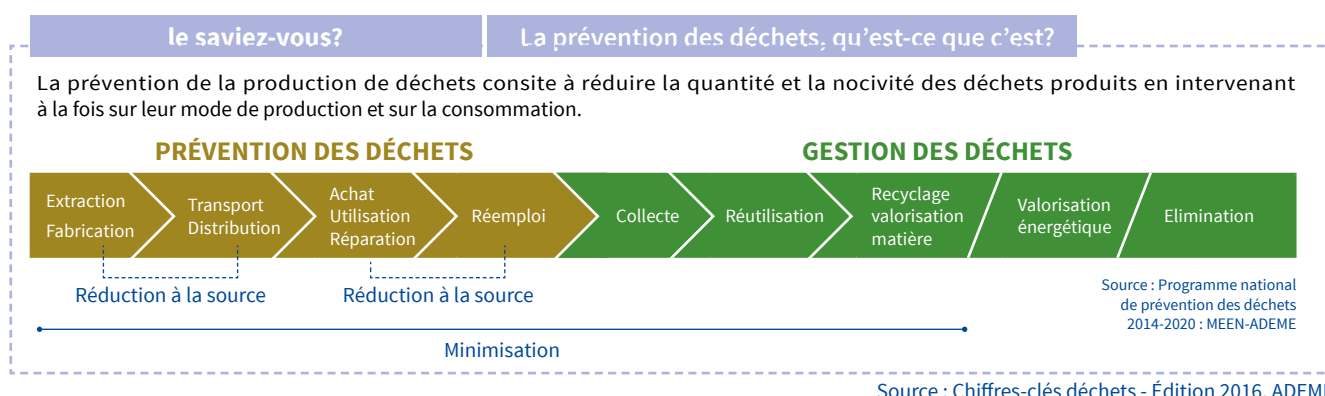 le saviez-vous?
La prévention des déchets, qu'est-ce que c'est?
La prévention de la production de déchets consite à réduire la quantité et la nocivité des déchets produits en intervenant
à la fois sur leur mode de production et sur la consommation.
PRÉVENTION DES DÉCHETS
GESTION DES DÉCHETS
Extraction
Fabrication
Transport
Distribution
Achat
Utilisation
Réparation
Réemploi
Collecte
Réutilisation
Recyclage
valorisation
matière
Valorisation
énergétique
Elimination
Réduction à la source
Réduction à la source
Minimisation
Source : Programme national
de prévention des déchets
2014-2020 : MEEN-ADEME
Source : Chiffres-clés déchets - Édition 2016, ADEME